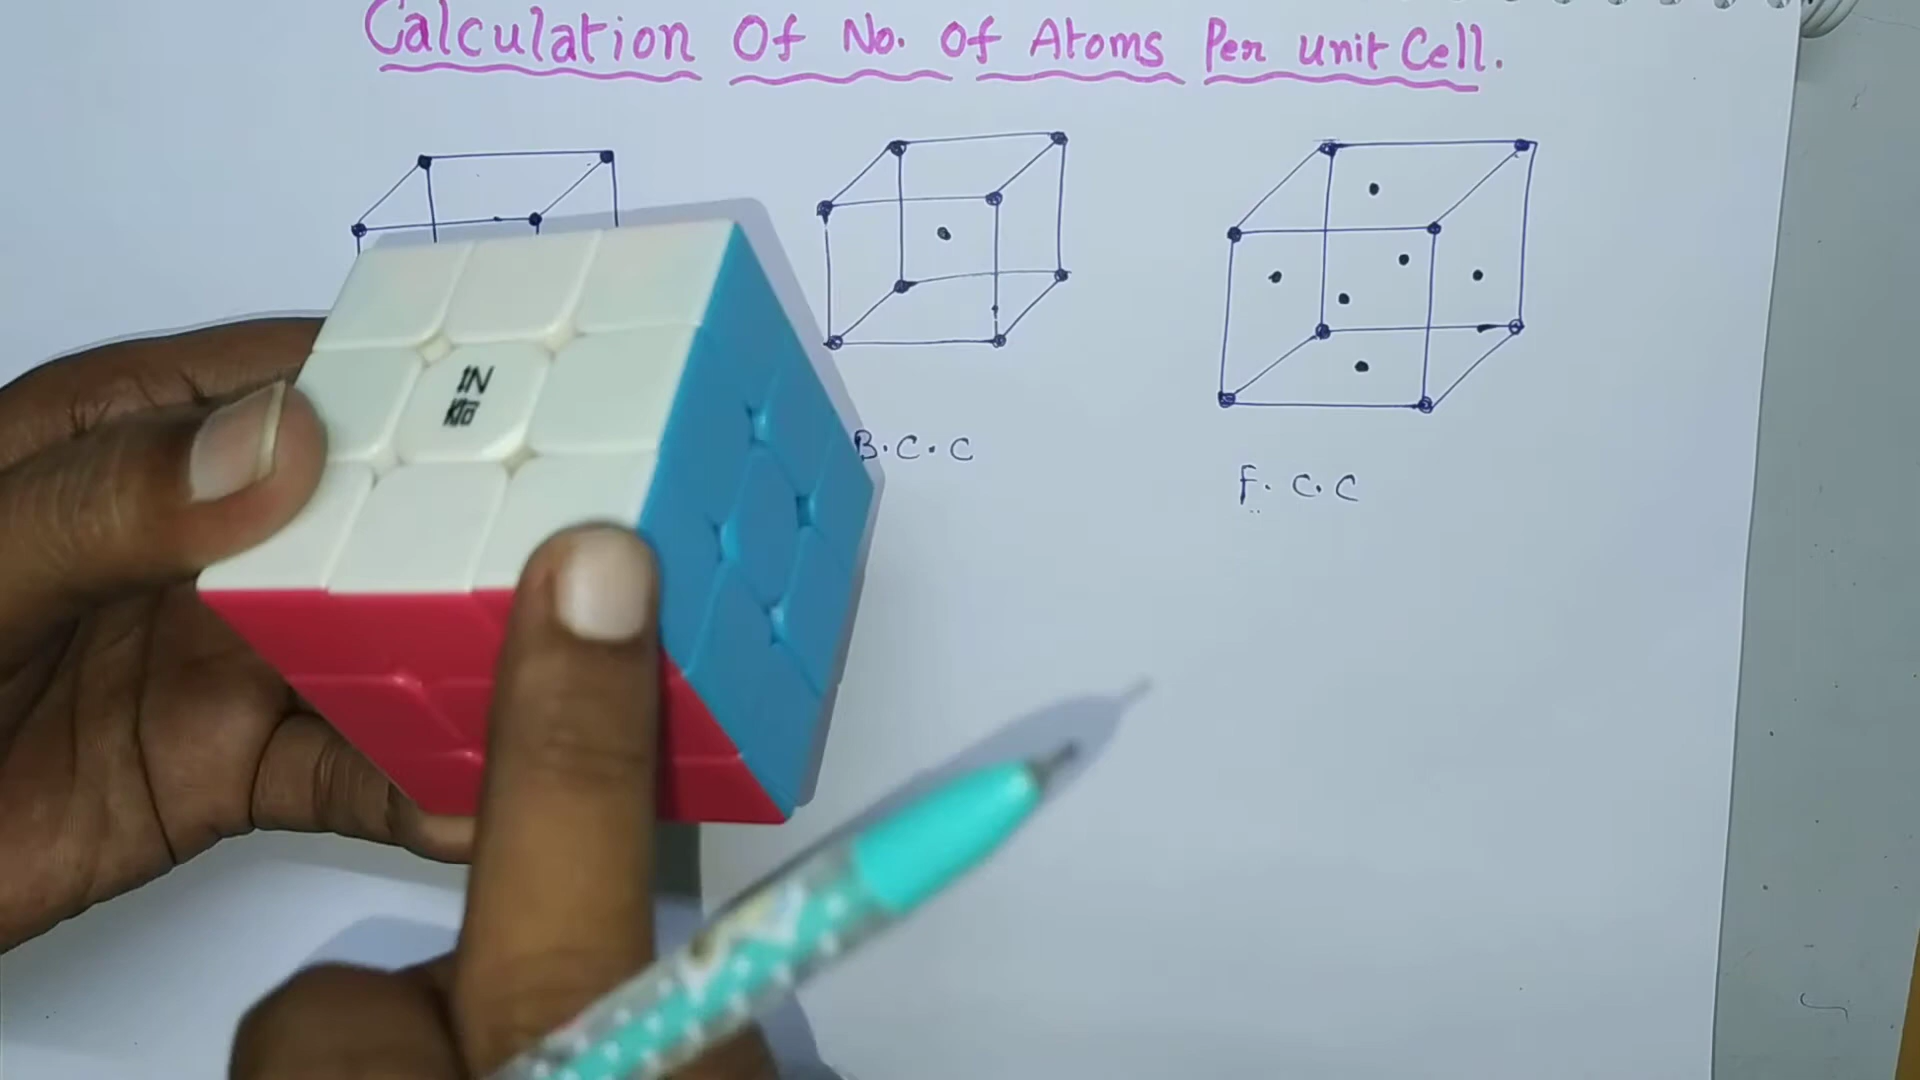 Calculation Of No. Of Atoms Per Unit Cell.
B.C.C
F.C.C